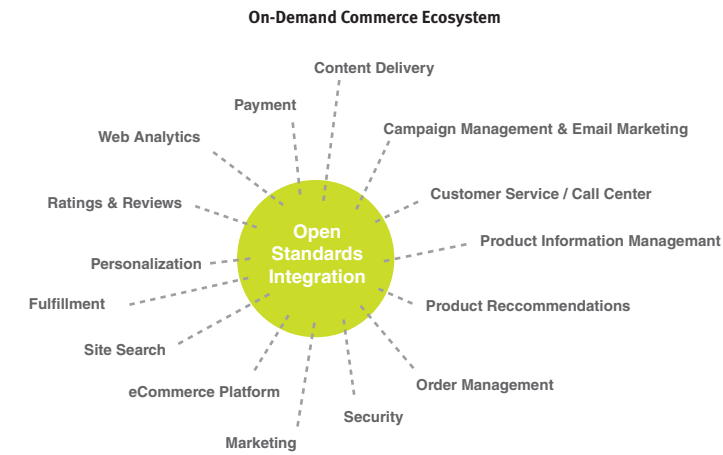 On-Demand Commerce Ecosystem
Content Delivery
Payment
Campaign Management & Email Marketing
Web Analytics
Customer Service / Call Center
Ratings & Reviews
Open
Standards
Integration
Product Information Managemant
Personalization
Fulfillment
Product Reccommendations
Site Search
Order Management
eCommerce Platform
Security
Marketing